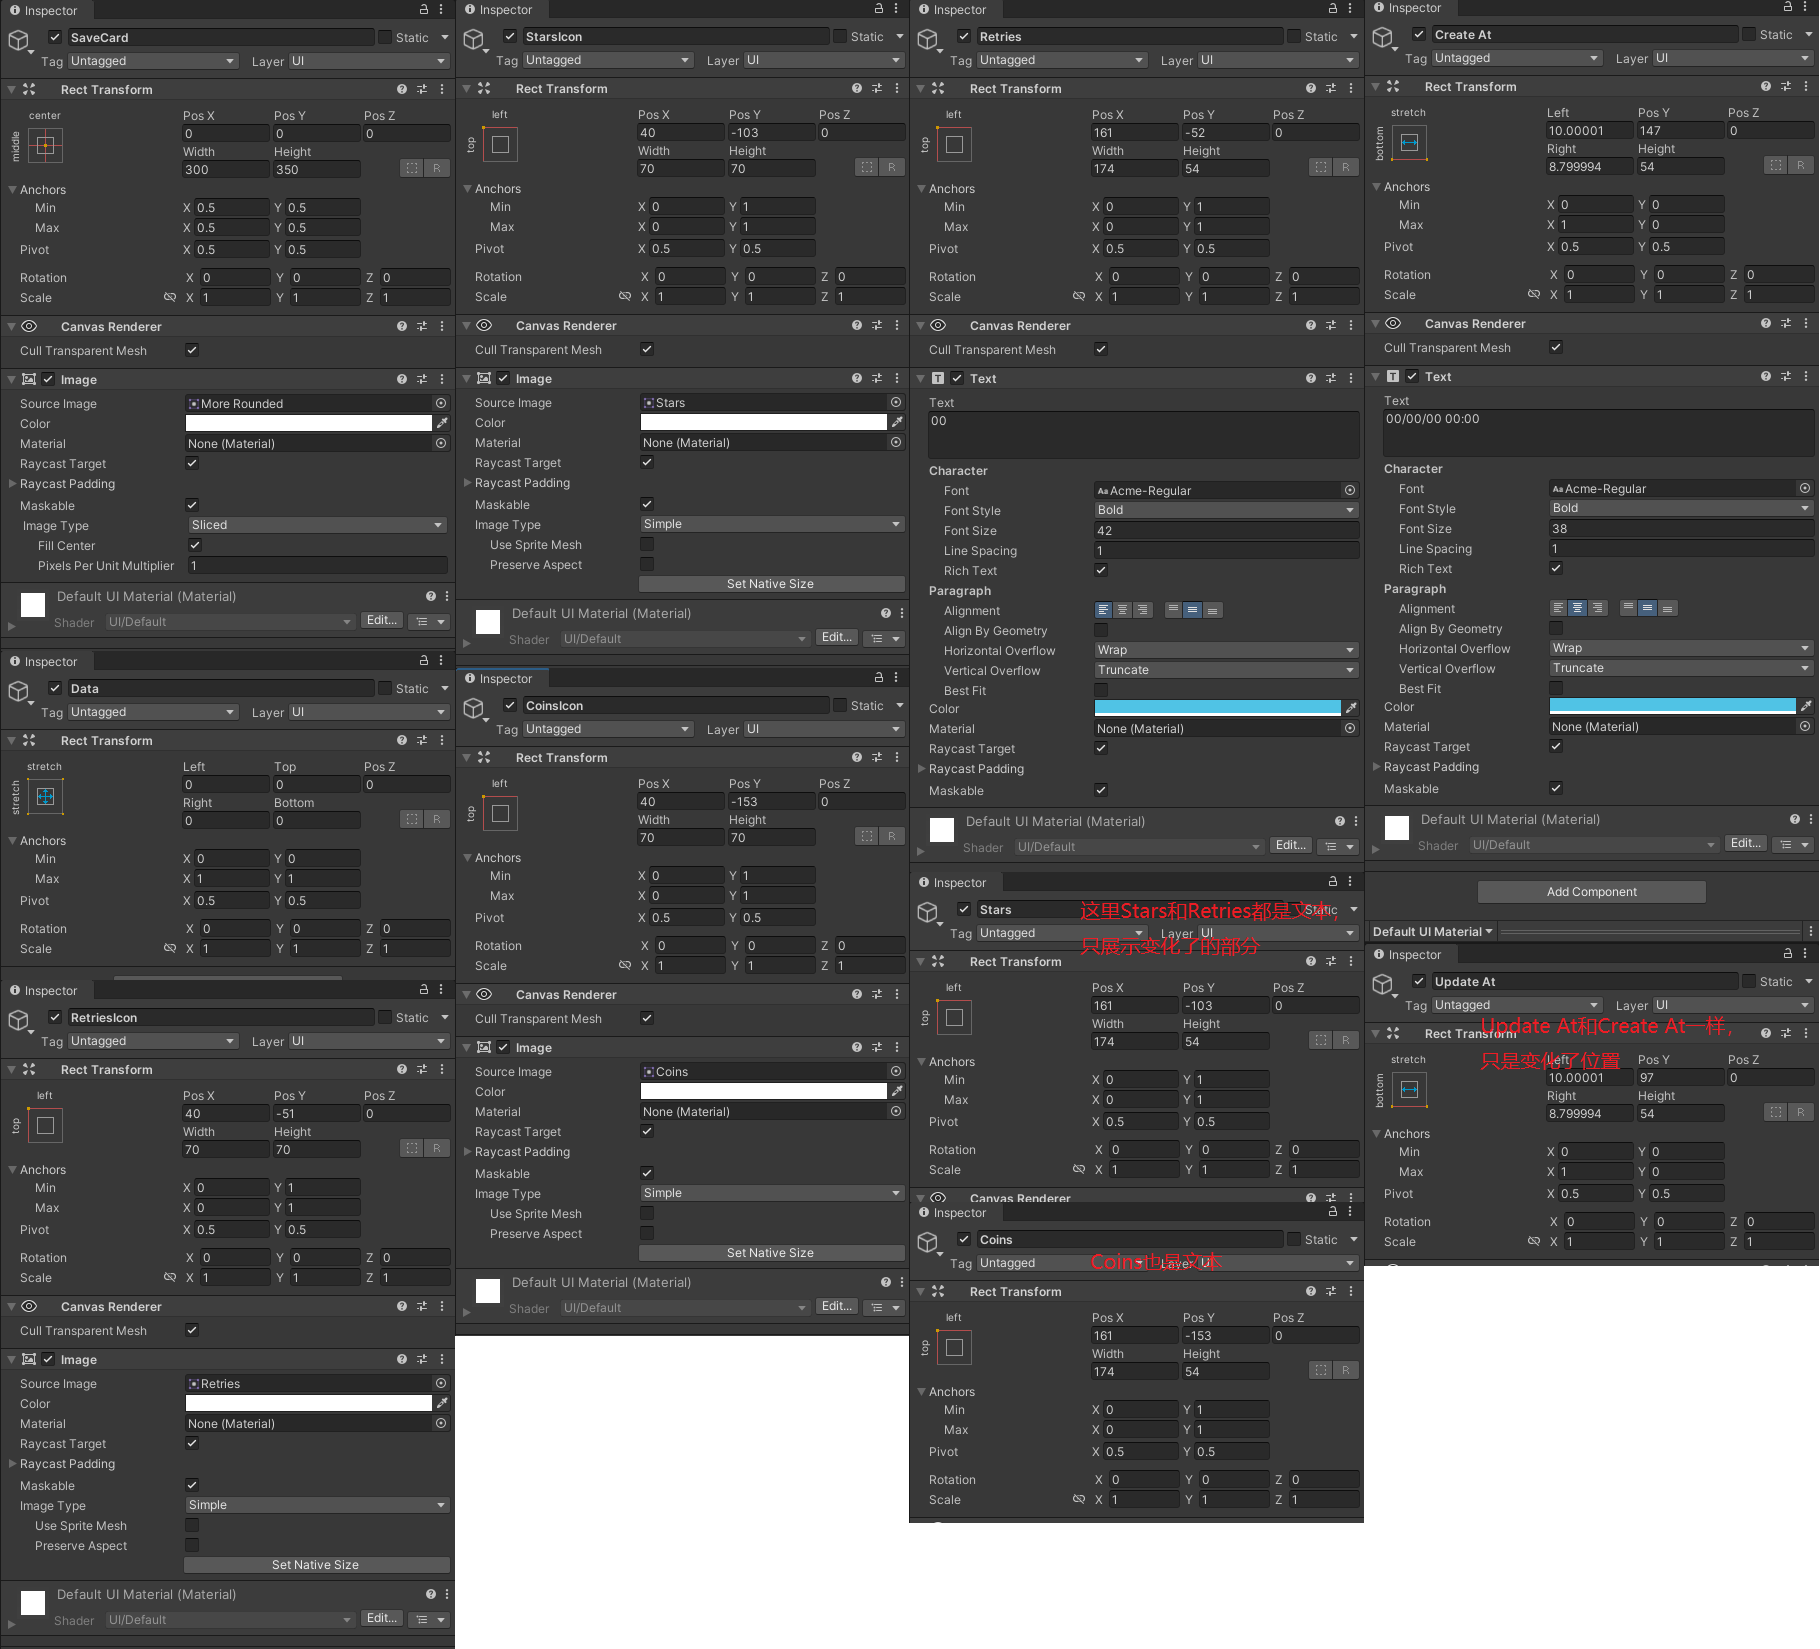 Inspector
SaveCard
Static
Tag Untagged Layer UI
Rect Transform
center
middle
Pos X Pos Y Pos Z
0 0 0
Width Height
300 350
R
Anchors
Min X 0.5 Y 0.5
Max X 0.5 Y 0.5
Pivot X 0.5 Y 0.5
Rotation X 0 Y 0 Z 0
Scale X 1 Y 1 Z 1
Canvas Renderer
Cull Transparent Mesh
Image
Source Image More Rounded
Color
Material None (Material)
Raycast Target
Raycast Padding
Maskable
Image Type Sliced
Fill Center
Pixels Per Unit Multiplier 1
Default UI Material (Material)
Shader UI/Default Edit...
Inspector
Data
Static
Tag Untagged Layer UI
Rect Transform
stretch
stretch
Left Top Pos Z
0 0 0
Right Bottom
0 0
R
Anchors
Min X 0 Y 0
Max X 1 Y 1
Pivot X 0.5 Y 0.5
Rotation X 0 Y 0 Z 0
Scale X 1 Y 1 Z 1
Inspector
RetriesIcon
Static
Tag Untagged Layer UI
Rect Transform
left
top
Pos X Pos Y Pos Z
40 -51 0
Width Height
70 70
R
Anchors
Min X 0 Y 1
Max X 0 Y 1
Pivot X 0.5 Y 0.5
Rotation X 0 Y 0 Z 0
Scale X 1 Y 1 Z 1
Canvas Renderer
Cull Transparent Mesh
Image
Source Image Retries
Color
Material None (Material)
Raycast Target
Raycast Padding
Maskable
Image Type Simple
Use Sprite Mesh
Preserve Aspect
Set Native Size
Default UI Material (Material)
Shader UI/Default Edit...
Inspector
StarsIcon
Static
Tag Untagged Layer UI
Rect Transform
left
top
Pos X Pos Y Pos Z
40 -103 0
Width Height
70 70
R
Anchors
Min X 0 Y 1
Max X 0 Y 1
Pivot X 0.5 Y 0.5
Rotation X 0 Y 0 Z 0
Scale X 1 Y 1 Z 1
Canvas Renderer
Cull Transparent Mesh
Image
Source Image Stars
Color
Material None (Material)
Raycast Target
Raycast Padding
Maskable
Image Type Simple
Use Sprite Mesh
Preserve Aspect
Set Native Size
Default UI Material (Material)
Shader UI/Default Edit...
Inspector
CoinsIcon
Static
Tag Untagged Layer UI
Rect Transform
left
top
Pos X Pos Y Pos Z
40 -153 0
Width Height
70 70
R
Anchors
Min X 0 Y 1
Max X 0 Y 1
Pivot X 0.5 Y 0.5
Rotation X 0 Y 0 Z 0
Scale X 1 Y 1 Z 1
Canvas Renderer
Cull Transparent Mesh
Image
Source Image Coins
Color
Material None (Material)
Raycast Target
Raycast Padding
Maskable
Image Type Simple
Use Sprite Mesh
Preserve Aspect
Set Native Size
Default UI Material (Material)
Shader UI/Default Edit...
Inspector
Retries
Static
Tag Untagged Layer UI
Rect Transform
left
top
Pos X Pos Y Pos Z
161 -52 0
Width Height
174 54
R
Anchors
Min X 0 Y 1
Max X 0 Y 1
Pivot X 0.5 Y 0.5
Rotation X 0 Y 0 Z 0
Scale X 1 Y 1 Z 1
Canvas Renderer
Cull Transparent Mesh
T Text
Text
00
Character
Font Aa Acme-Regular
Font Style Bold
Font Size 42
Line Spacing 1
Rich Text
Paragraph
Alignment
Align By Geometry
Horizontal Overflow Wrap
Vertical Overflow Truncate
Best Fit
Color
Material None (Material)
Raycast Target
Raycast Padding
Maskable
Default UI Material (Material)
Shader UI/Default Edit...
Inspector
Stars
Static
这里Stars和Retries都是文本，
Tag Untagged Layer UI
只展示变化了的部分
Rect Transform
left
top
Pos X Pos Y Pos Z
161 -103 0
Width Height
174 54
R
Anchors
Min X 0 Y 1
Max X 0 Y 1
Pivot X 0.5 Y 0.5
Rotation X 0 Y 0 Z 0
Scale X 1 Y 1 Z 1
Canvas Renderer
Inspector
Coins
Static
Tag Untagged Layer UI
Coins也是文本
Rect Transform
left
top
Pos X Pos Y Pos Z
161 -153 0
Width Height
174 54
R
Anchors
Min X 0 Y 1
Max X 0 Y 1
Pivot X 0.5 Y 0.5
Rotation X 0 Y 0 Z 0
Scale X 1 Y 1 Z 1
Inspector
Create At
Static
Tag Untagged Layer UI
Rect Transform
stretch
bottom
Left Pos Y Pos Z
10.00001 147 0
Right Height
8.799994 54
R
Anchors
Min X 0 Y 0
Max X 1 Y 0
Pivot X 0.5 Y 0.5
Rotation X 0 Y 0 Z 0
Scale X 1 Y 1 Z 1
Canvas Renderer
Cull Transparent Mesh
T Text
Text
00/00/00 00:00
Character
Font Aa Acme-Regular
Font Style Bold
Font Size 38
Line Spacing 1
Rich Text
Paragraph
Alignment
Align By Geometry
Horizontal Overflow Wrap
Vertical Overflow Truncate
Best Fit
Color
Material None (Material)
Raycast Target
Raycast Padding
Maskable
Default UI Material (Material)
Shader UI/Default Edit...
Add Component
Default UI Material
Inspector
Update At
Static
Tag Untagged Layer UI
Update At和Create At一样，
Rect Transform
只是变化了位置
stretch
bottom
Left Pos Y Pos Z
10.00001 97 0
Right Height
8.799994 54
R
Anchors
Min X 0 Y 0
Max X 1 Y 0
Pivot X 0.5 Y 0.5
Rotation X 0 Y 0 Z 0
Scale X 1 Y 1 Z 1